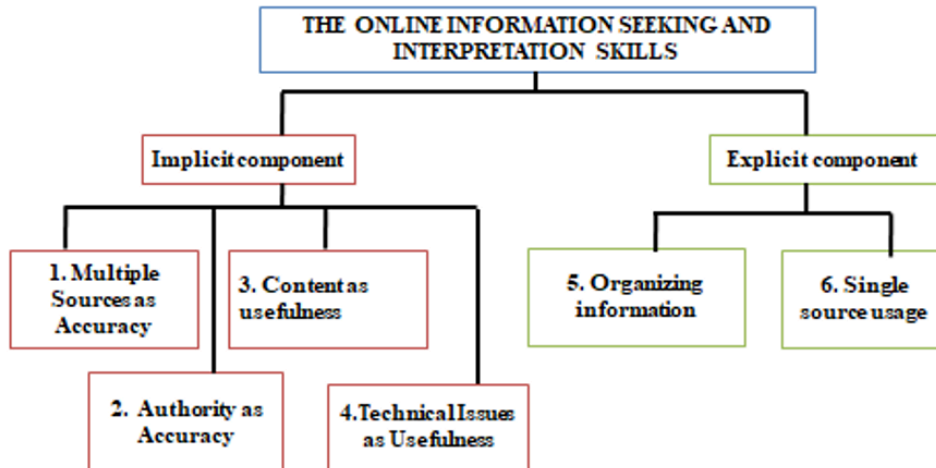 THE ONLINE INFORMATION SEEKING AND
INTERPRETATION SKILLS
Implicit component
Explicit component
1. Multiple
Sources as
Accuracy
2. Authority as
Accuracy
3. Content as
usefulness
4.Technical Issues
as Usefulness
5. Organizing
information
6. Single
source usage